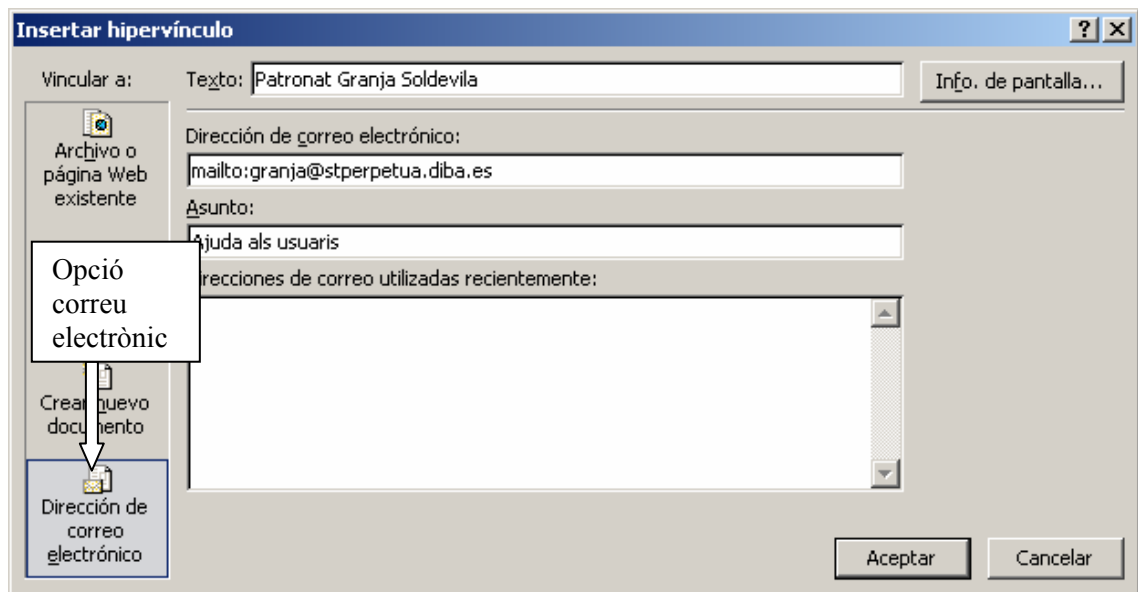 Insertar hipervínculo
Vincular a:
Texto: Patronat Granja Soldevila
Info. de pantalla...
Archivo o
página Web
existente
Dirección de correo electrónico:
mailto:granja@stperpetua.diba.es
Asunto:
Ajuda als usuaris
Direcciones de correo utilizadas recientemente:
Opció
correu
electrònic
Crear nuevo
documento
Dirección de
correo
electrónico
Aceptar
Cancelar